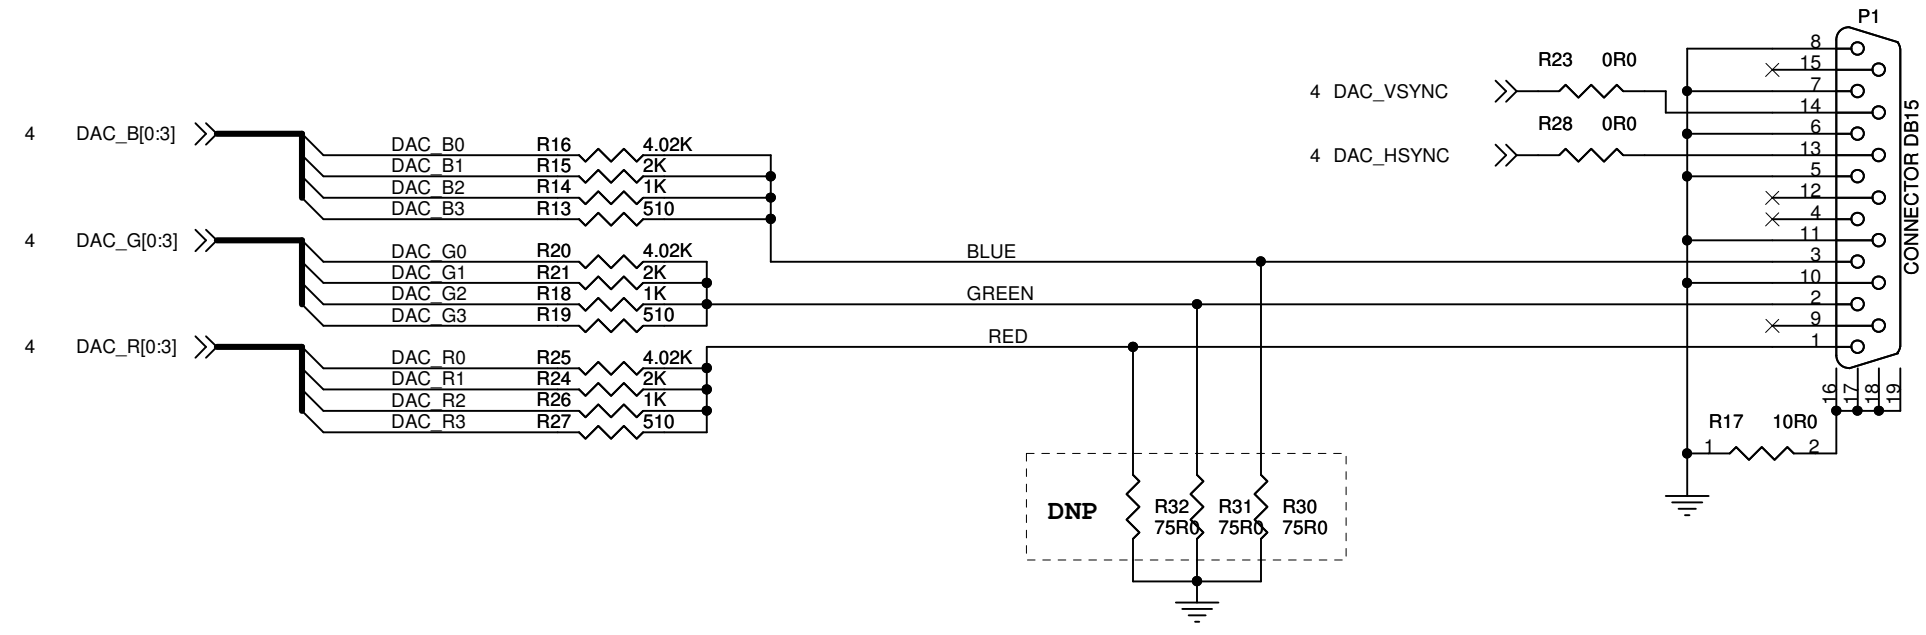 P1
8
R23 0R0
15
4 DAC_VSYNC
7
14
R28 0R0
4 DAC_B[0:3]
6
DAC_B0 R16 4.02K
4 DAC_HSYNC
13
DAC_B1 R15 2K
5
DAC_B2 R14 1K
12
DAC_B3 R13 510
4
CONNECTOR DB15
4 DAC_G[0:3]
11
DAC_G0 R20 4.02K
BLUE
3
DAC_G1 R21 2K
10
DAC_G2 R18 1K
GREEN
2
DAC_G3 R19 510
9
4 DAC_R[0:3]
RED
1
DAC_R0 R25 4.02K
DAC_R1 R24 2K
16 17 18 19
DAC_R2 R26 1K
DAC_R3 R27 510
R17 10R0
1 2
DNP
R32 R31 R30
75R0 75R0 75R0